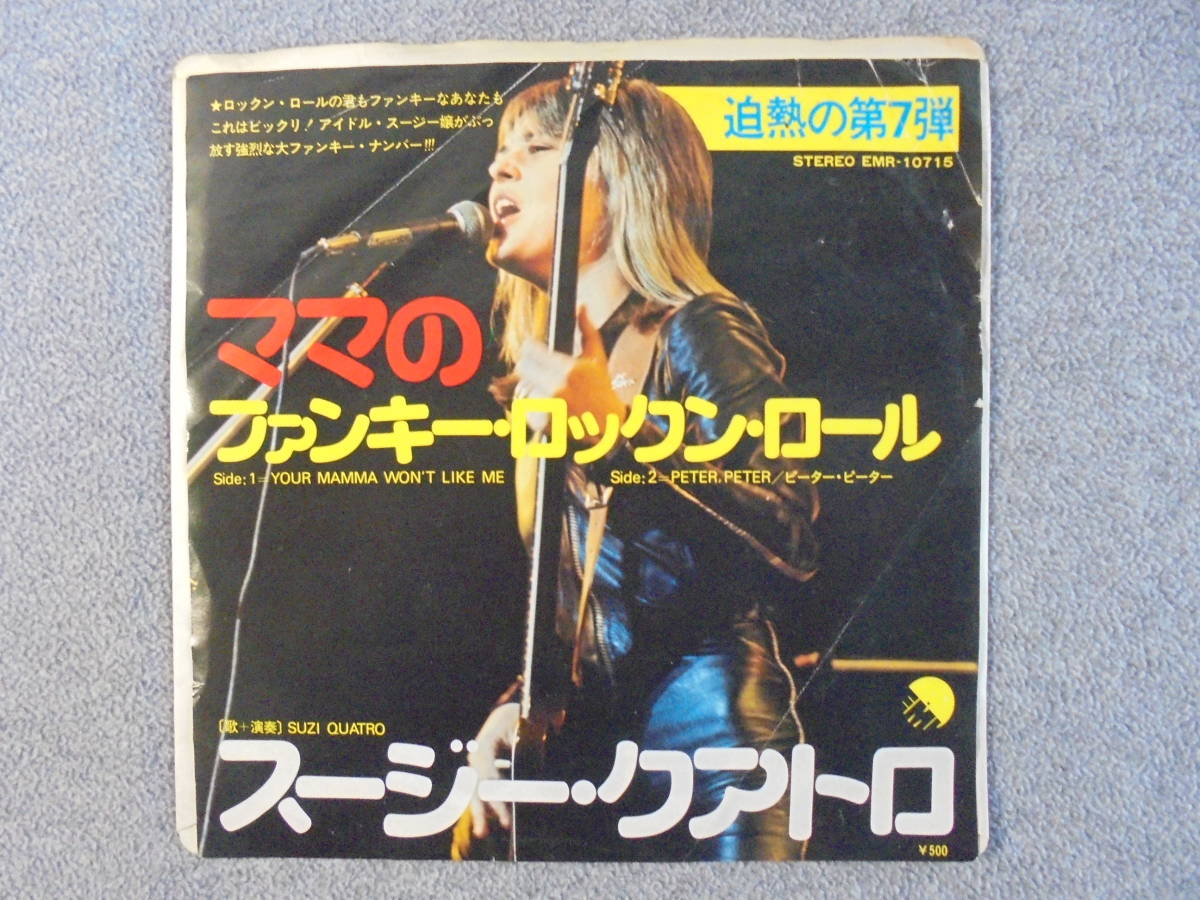 ★ロックン・ロールの君もファンキーなあなたも
これはビックリ!アイドル・スージー嬢がぶっ
放す強烈な大ファンキー・ナンバー!!!
迫熱の第7弾
STEREO EMR-10715
ママの
ファンキー・ロックン・ロール
Side:1=YOUR MAMMA WON'T LIKE ME
Side:2=PETER, PETER/ピーター・ピーター
EMI
〔歌+演奏〕SUZI QUATRO
スージー・クアトロ
¥500